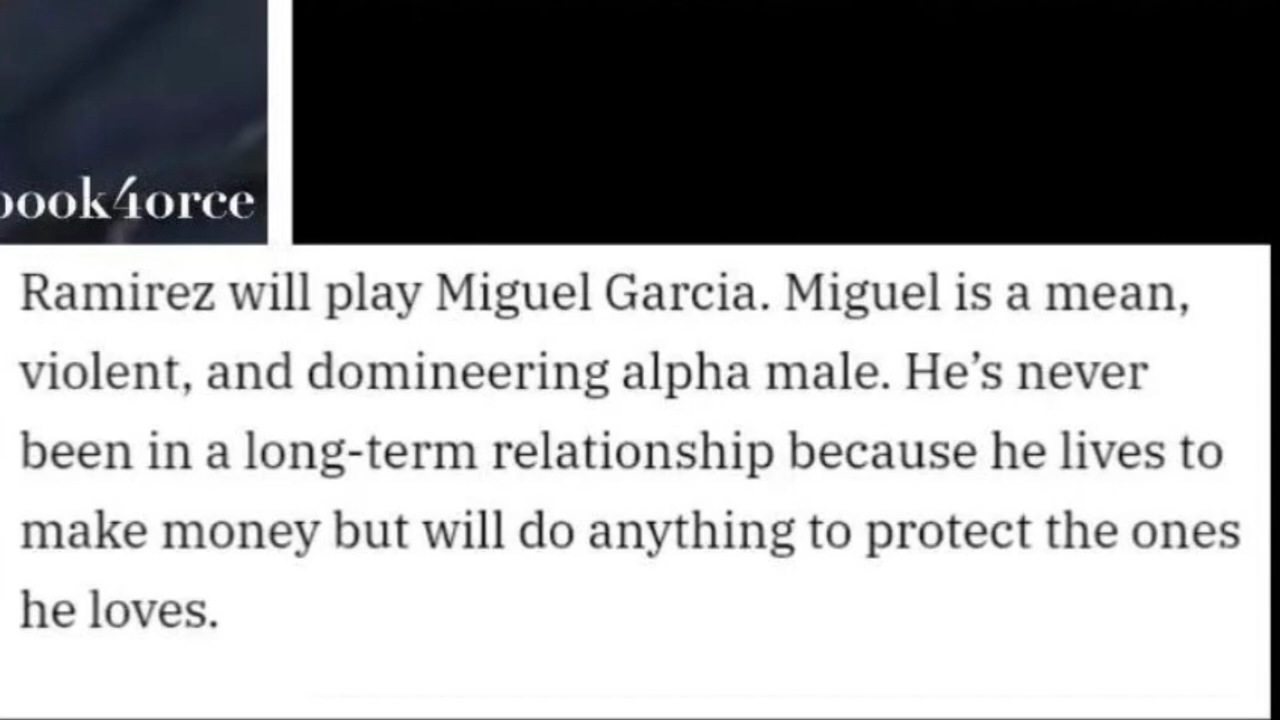 book4orce
Ramirez will play Miguel Garcia. Miguel is a mean,
violent, and domineering alpha male. He’s never
been in a long-term relationship because he lives to
make money but will do anything to protect the ones
he loves.